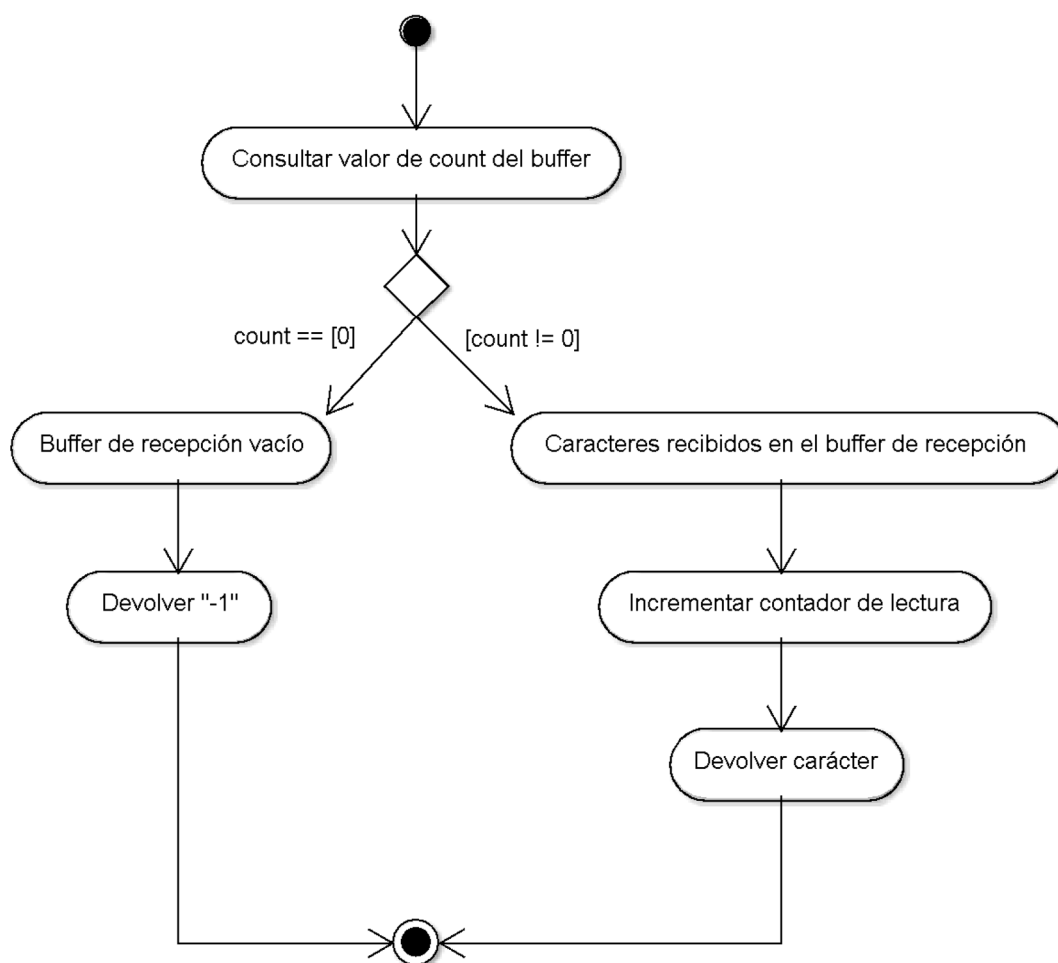 Consultar valor de count del buffer
count == [0]
[count != 0]
Buffer de recepción vacío
Caracteres recibidos en el buffer de recepción
Devolver "-1"
Incrementar contador de lectura
Devolver carácter